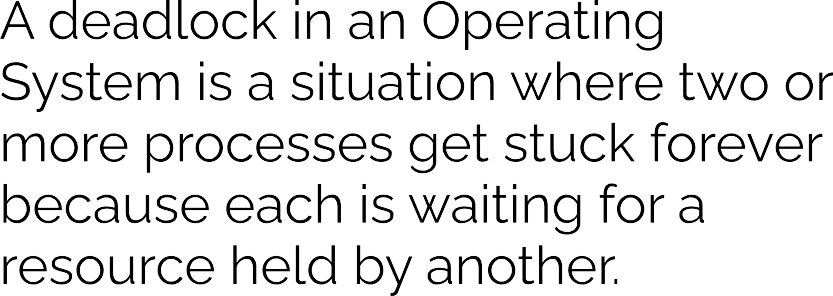 A deadlock in an Operating
System is a situation where two or
more processes get stuck forever
because each is waiting for a
resource held by another.